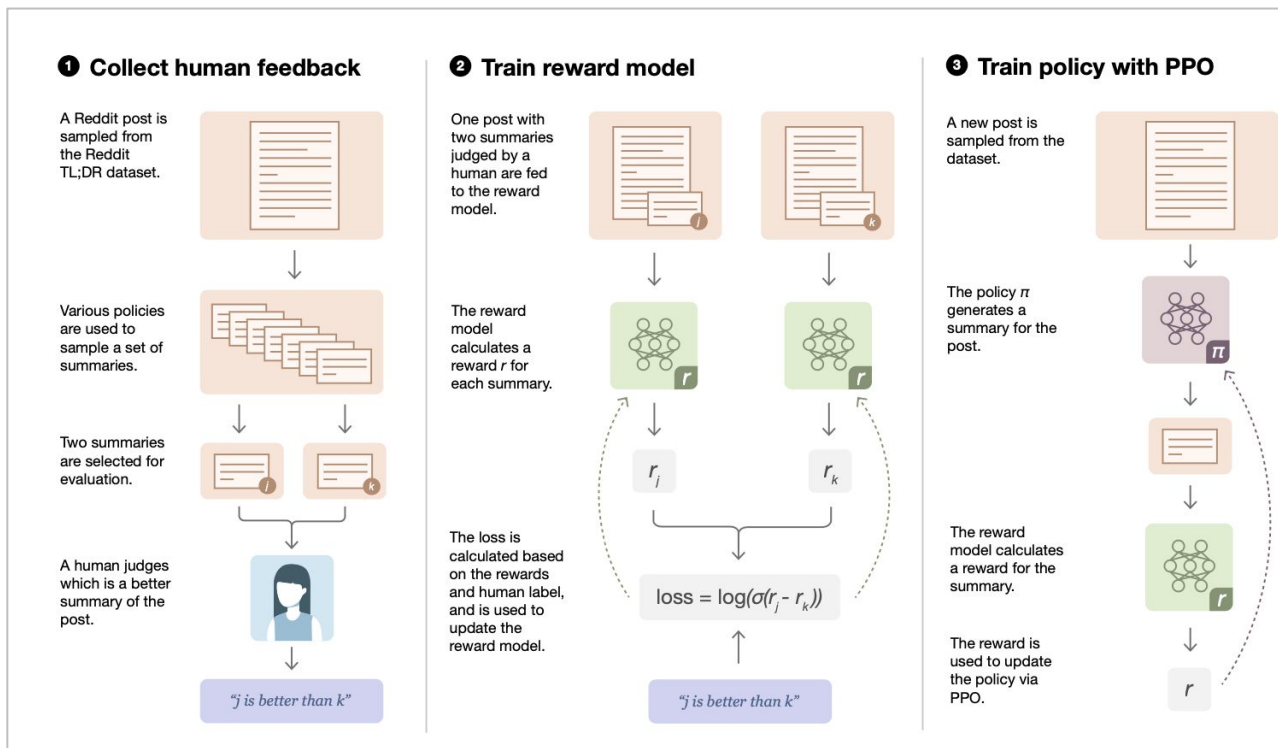 1 Collect human feedback
A Reddit post is
sampled from
the Reddit
TL;DR dataset.
Various policies
are used to
sample a set of
summaries.
Two summaries
are selected for
evaluation.
j
k
A human judges
which is a better
summary of the
post.
“j is better than k”
2 Train reward model
One post with
two summaries
judged by a
human are fed
to the reward
model.
j
k
The reward
model
calculates a
reward r for
each summary.
r
r
r_j
r_k
The loss is
calculated based
on the rewards
and human label,
and is used to
update the
reward model.
loss = log(σ(r_j - r_k))
“j is better than k”
3 Train policy with PPO
A new post is
sampled from the
dataset.
The policy π
generates a
summary for the
post.
π
The reward
model calculates
a reward for the
summary.
r
The reward is
used to update
the policy via
PPO.
r